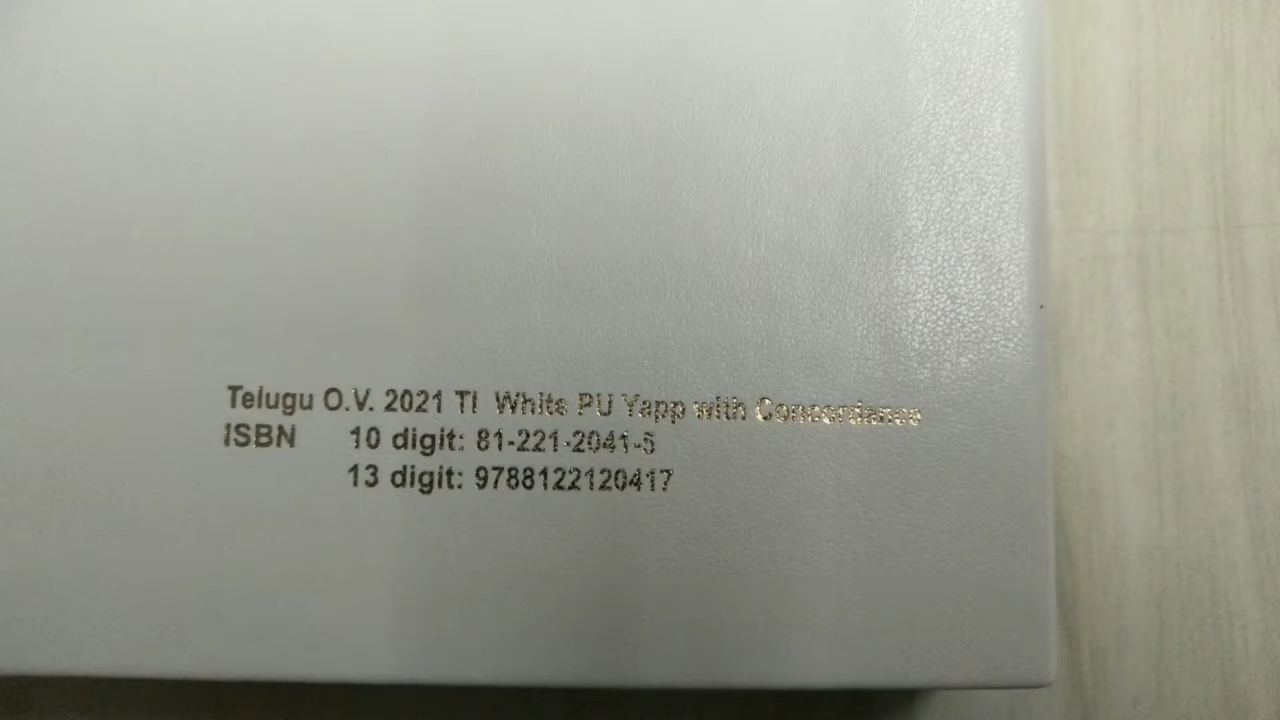 Telugu O.V. 2021 TI White PU Yapp with Concordance
ISBN 10 digit: 81-221-2041-5
13 digit: 9788122120417